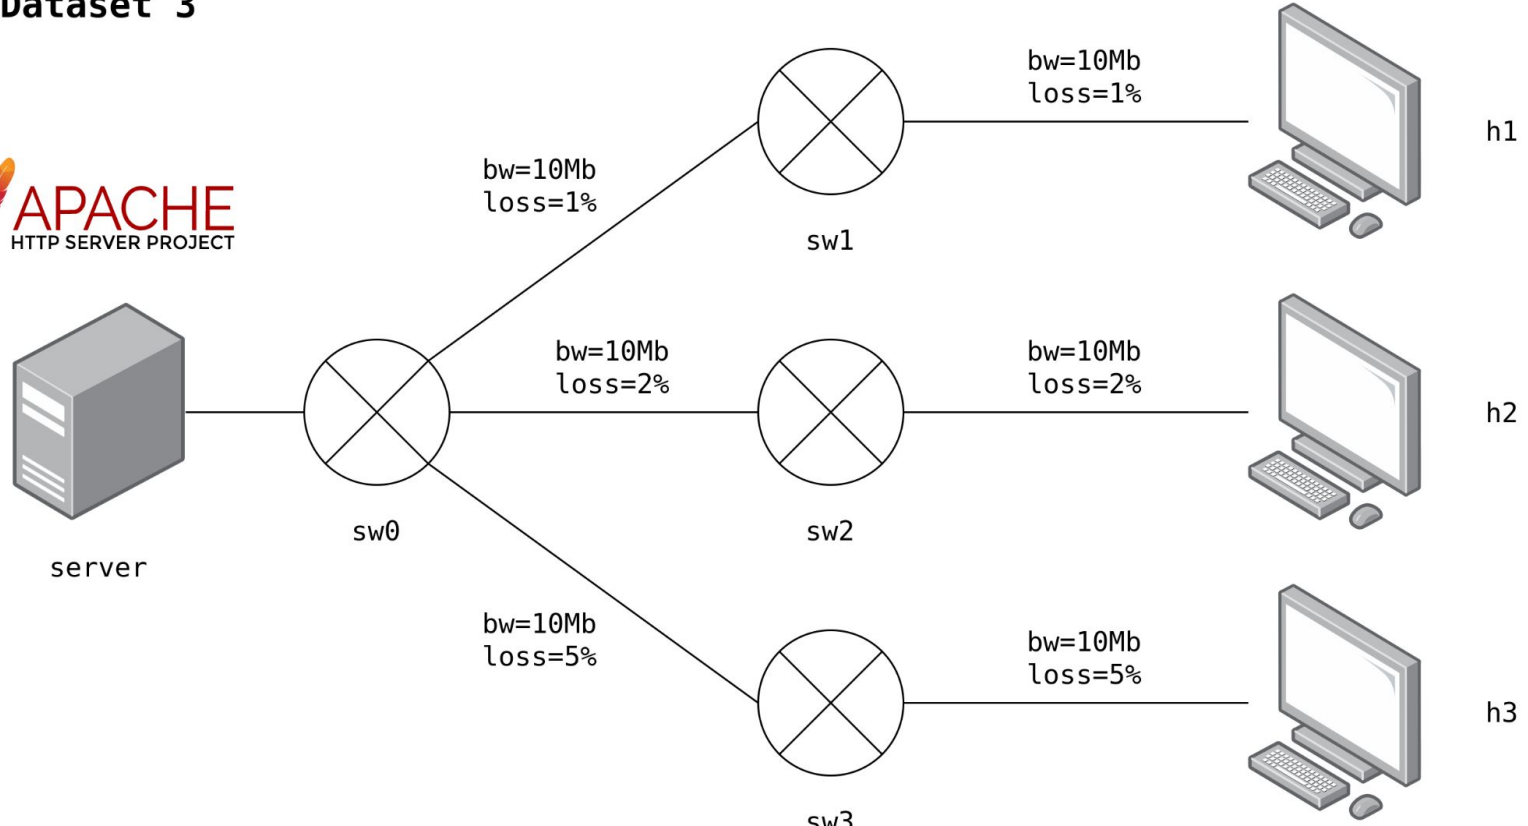 Dataset 3
bw=10Mb
loss=1%
h1
bw=10Mb
loss=1%
APACHE
HTTP SERVER PROJECT
sw1
bw=10Mb
loss=2%
bw=10Mb
loss=2%
h2
sw0
sw2
server
bw=10Mb
loss=5%
bw=10Mb
loss=5%
h3
sw3